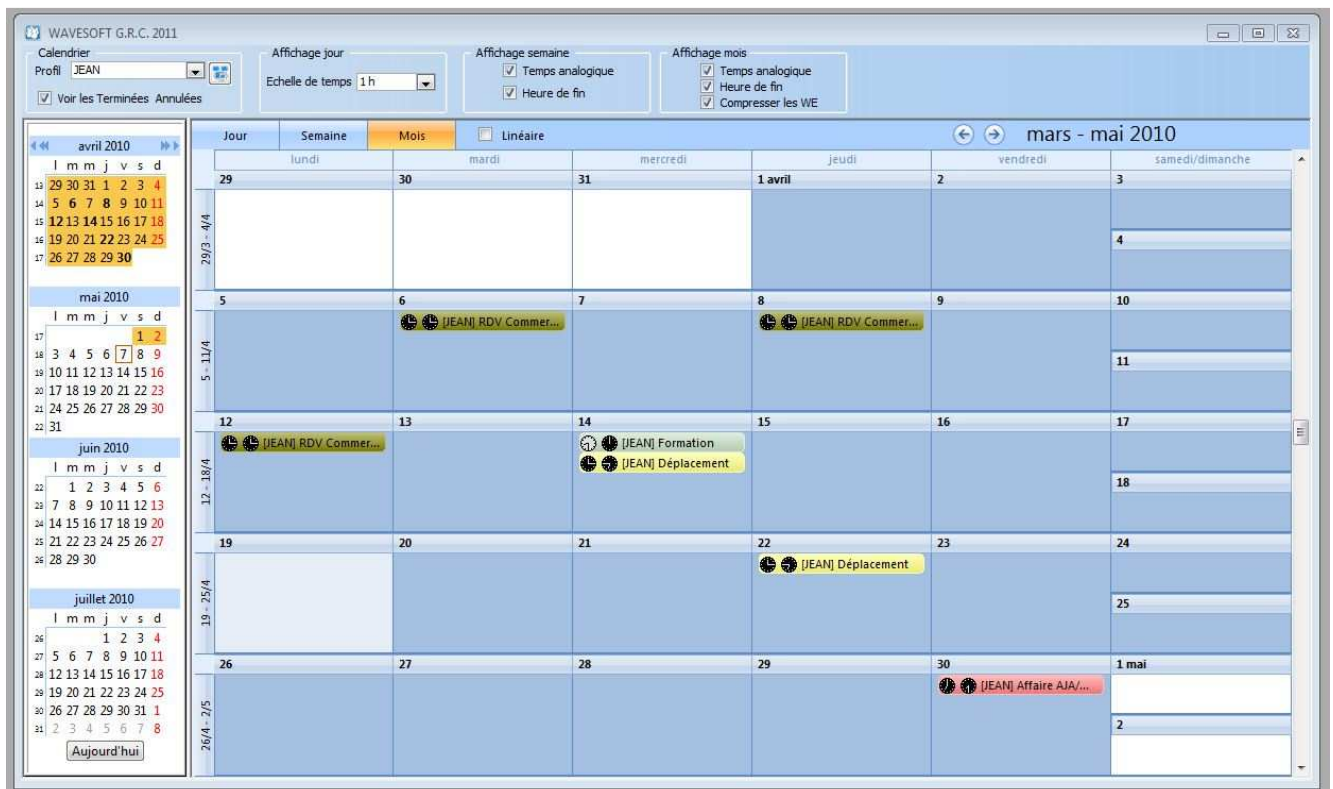 WAVESOFT G.R.C. 2011
Calendrier
Profil JEAN
Voir les Terminées Annulées
Affichage jour
Echelle de temps 1 h
Affichage semaine
Temps analogique
Heure de fin
Affichage mois
Temps analogique
Heure de fin
Compresser les WE
avril 2010
l m m j v s d
13 29 30 31 1 2 3 4
14 5 6 7 8 9 10 11
15 12 13 14 15 16 17 18
16 19 20 21 22 23 24 25
17 26 27 28 29 30
mai 2010
l m m j v s d
17 1 2
18 3 4 5 6 7 8 9
19 10 11 12 13 14 15 16
20 17 18 19 20 21 22 23
21 24 25 26 27 28 29 30
22 31
juin 2010
l m m j v s d
22 1 2 3 4 5 6
23 7 8 9 10 11 12 13
24 14 15 16 17 18 19 20
25 21 22 23 24 25 26 27
26 28 29 30
juillet 2010
l m m j v s d
26 1 2 3 4
27 5 6 7 8 9 10 11
28 12 13 14 15 16 17 18
29 19 20 21 22 23 24 25
30 26 27 28 29 30 31 1
31 2 3 4 5 6 7 8
Aujourd'hui
Jour Semaine Mois Linéaire mars - mai 2010
lundi mardi mercredi jeudi vendredi samedi/dimanche
29/3 - 4/4
29 30 31 1 avril 2 3
4
5 - 11/4
5 6 7 8 9 10
[JEAN] RDV Commer... [JEAN] RDV Commer...
11
12 - 18/4
12 13 14 15 16 17
[JEAN] RDV Commer... [JEAN] Formation
[JEAN] Déplacement
18
19 - 25/4
19 20 21 22 23 24
[JEAN] Déplacement
25
26/4 - 2/5
26 27 28 29 30 1 mai
[JEAN] Affaire AJA/...
2